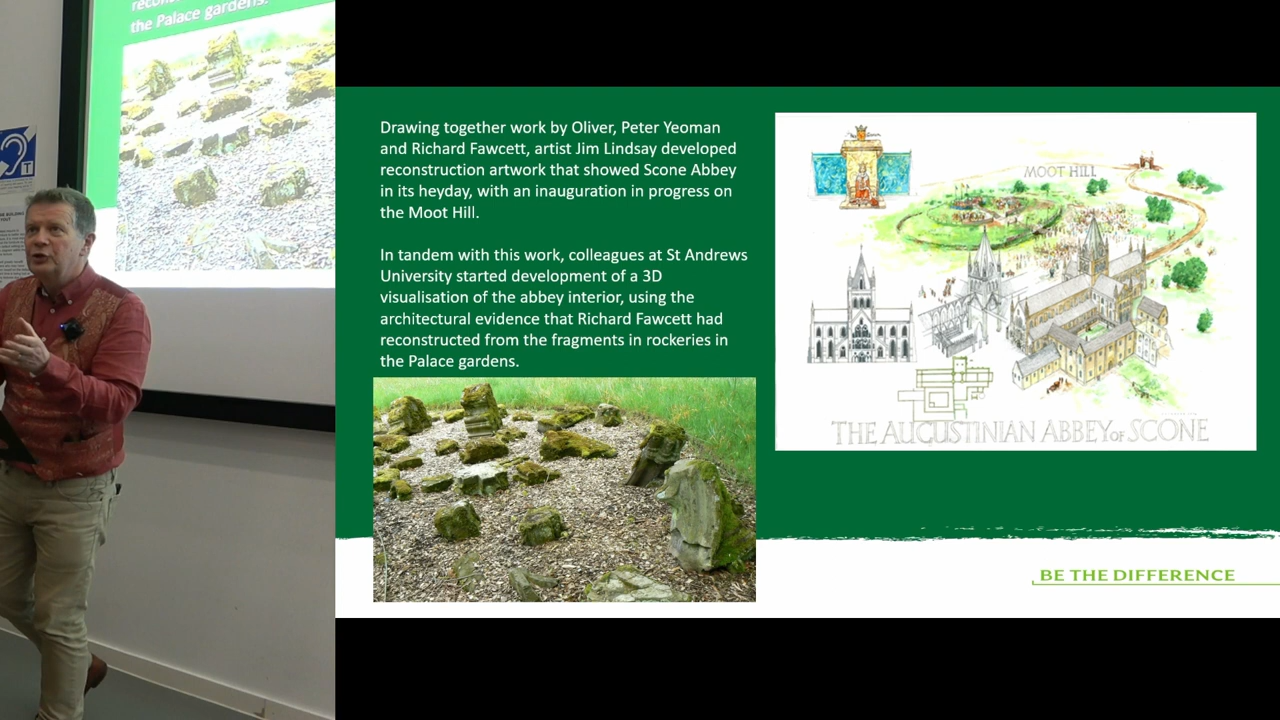 recons
the Palace gardens.
T
Drawing together work by Oliver, Peter Yeoman
and Richard Fawcett, artist Jim Lindsay developed
reconstruction artwork that showed Scone Abbey
in its heyday, with an inauguration in progress on
the Moot Hill.
In tandem with this work, colleagues at St Andrews
University started development of a 3D
visualisation of the abbey interior, using the
architectural evidence that Richard Fawcett had
reconstructed from the fragments in rockeries in
the Palace gardens.
MOOT HILL
THE AUGUSTINIAN ABBEY OF SCONE
BE THE DIFFERENCE